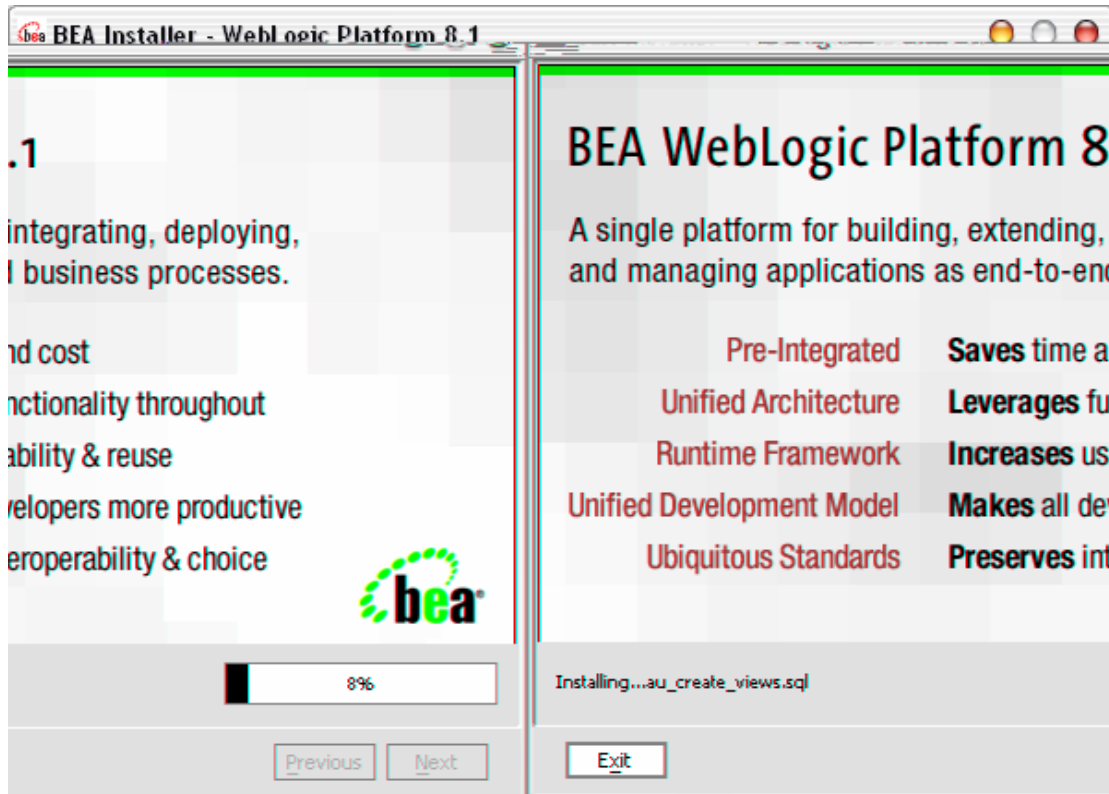 bea BEA Installer - WebLogic Platform 8.1
.1
integrating, deploying,
business processes.
nd cost
nctionality throughout
ability & reuse
velopers more productive
eroperability & choice
bea
8%
Previous Next
BEA WebLogic Platform 8
A single platform for building, extending,
and managing applications as end-to-end
Pre-Integrated Saves time a
Unified Architecture Leverages fu
Runtime Framework Increases us
Unified Development Model Makes all dev
Ubiquitous Standards Preserves int
Installing...au_create_views.sql
Exit